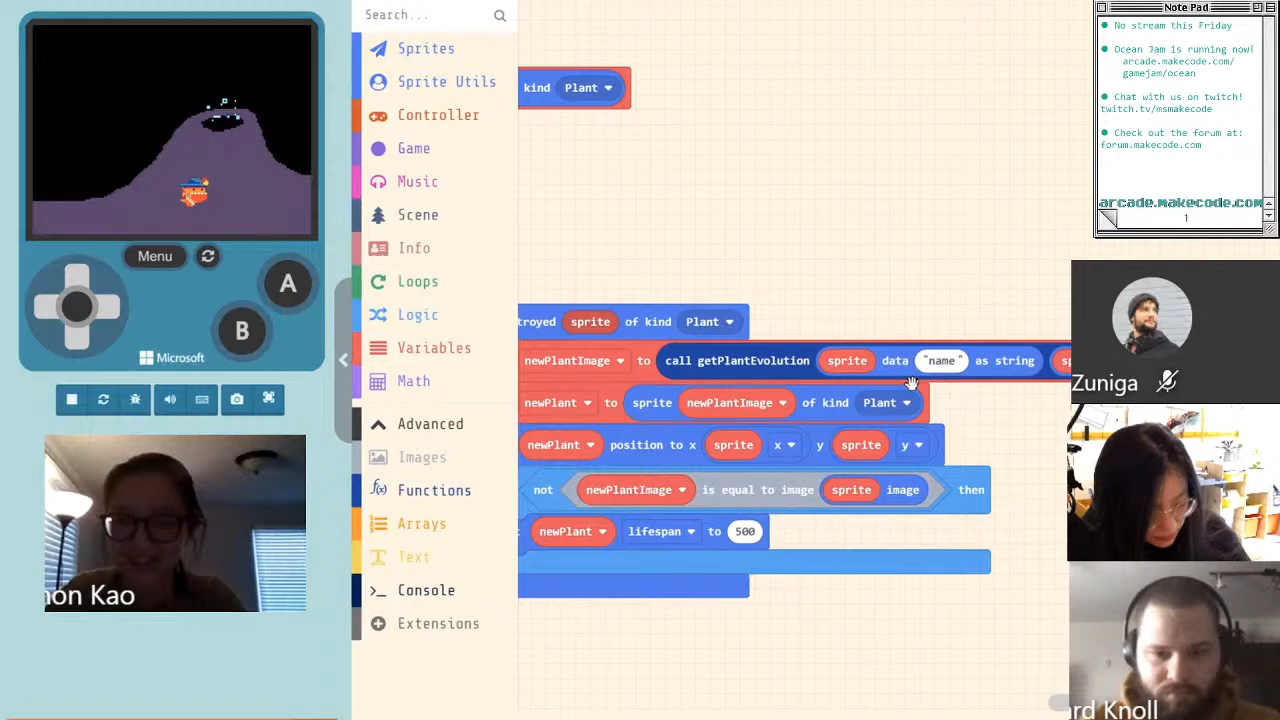 Menu
A
B
Microsoft
non Kao
Search...
Sprites
Sprite Utils
Controller
Game
Music
Scene
Info
Loops
Logic
Variables
Math
Advanced
Images
Functions
Arrays
Text
Console
Extensions
kind Plant
troyed sprite of kind Plant
newPlantImage to call getPlantEvolution sprite data "name" as string sp
newPlant to sprite newPlantImage of kind Plant
newPlant position to x sprite x y sprite y
not newPlantImage is equal to image sprite image then
newPlant lifespan to 500
Note Pad
No stream this Friday
Ocean Jam is running now!
arcade.makecode.com/
gamejam/ocean
Chat with us on twitch!
twitch.tv/msmakecode
Check out the forum at:
forum.makecode.com
arcade.makecode.com
1
Zuniga
ard Knoll